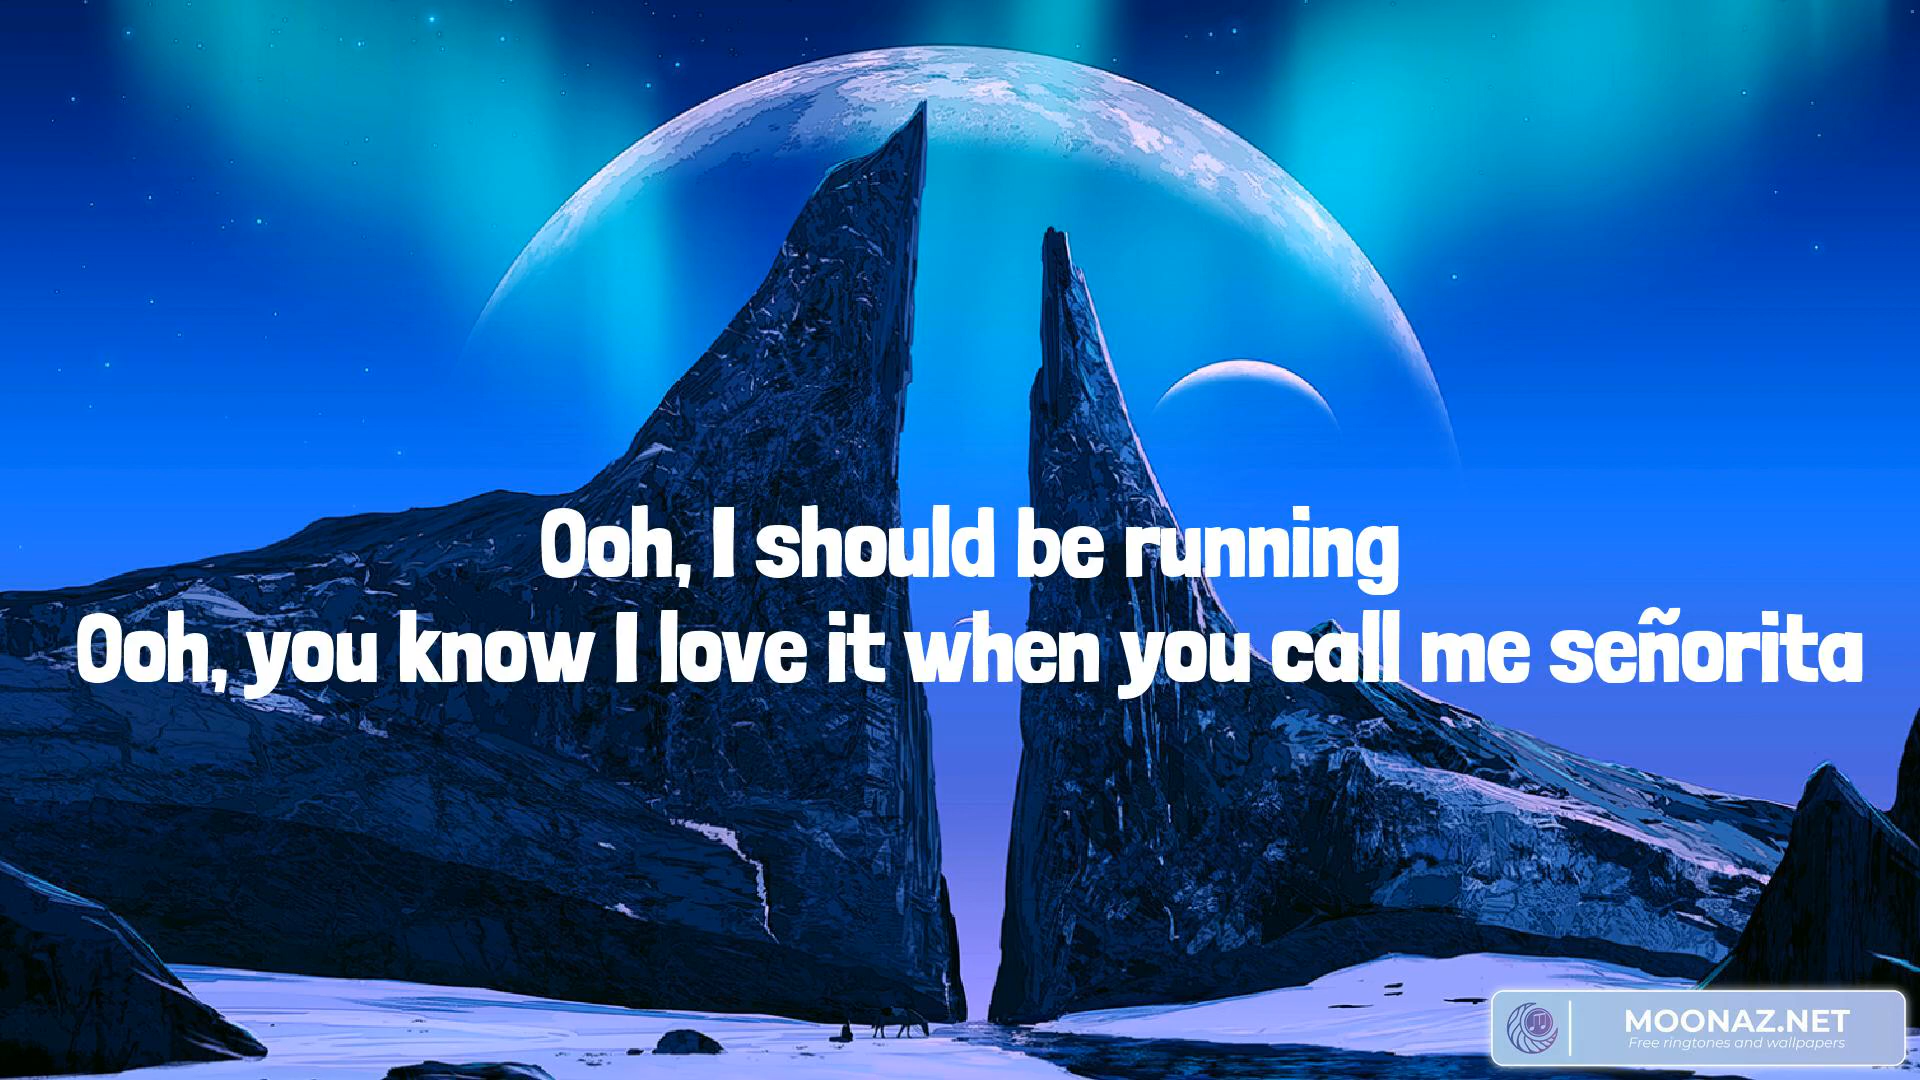 Ooh, I should be running
Ooh, you know I love it when you call me señorita
MOONAZ.NET
Free ringtones and wallpapers